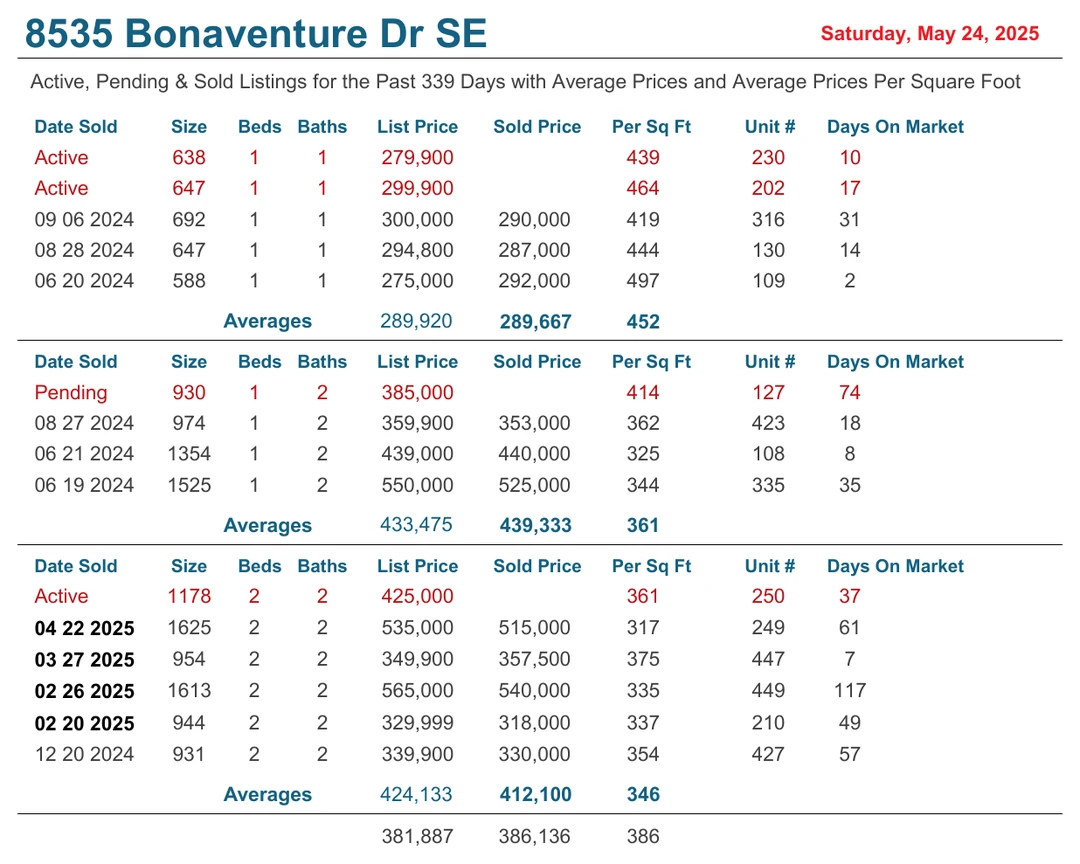 8535 Bonaventure Dr SE Saturday, May 24, 2025
Active, Pending & Sold Listings for the Past 339 Days with Average Prices and Average Prices Per Square Foot
Date Sold Size Beds Baths List Price Sold Price Per Sq Ft Unit # Days On Market
Active 638 1 1 279,900 439 230 10
Active 647 1 1 299,900 464 202 17
09 06 2024 692 1 1 300,000 290,000 419 316 31
08 28 2024 647 1 1 294,800 287,000 444 130 14
06 20 2024 588 1 1 275,000 292,000 497 109 2
Averages 289,920 289,667 452
Date Sold Size Beds Baths List Price Sold Price Per Sq Ft Unit # Days On Market
Pending 930 1 2 385,000 414 127 74
08 27 2024 974 1 2 359,900 353,000 362 423 18
06 21 2024 1354 1 2 439,000 440,000 325 108 8
06 19 2024 1525 1 2 550,000 525,000 344 335 35
Averages 433,475 439,333 361
Date Sold Size Beds Baths List Price Sold Price Per Sq Ft Unit # Days On Market
Active 1178 2 2 425,000 361 250 37
04 22 2025 1625 2 2 535,000 515,000 317 249 61
03 27 2025 954 2 2 349,900 357,500 375 447 7
02 26 2025 1613 2 2 565,000 540,000 335 449 117
02 20 2025 944 2 2 329,999 318,000 337 210 49
12 20 2024 931 2 2 339,900 330,000 354 427 57
Averages 424,133 412,100 346
381,887 386,136 386